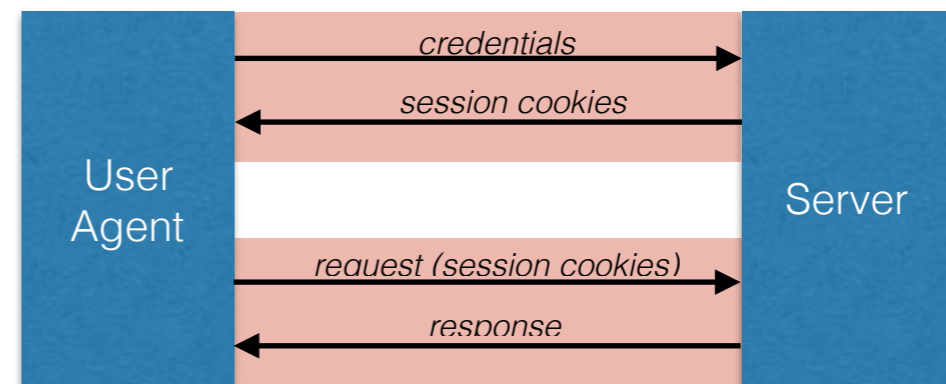 credentials
session cookies
User
Agent
Server
request (session cookies)
response